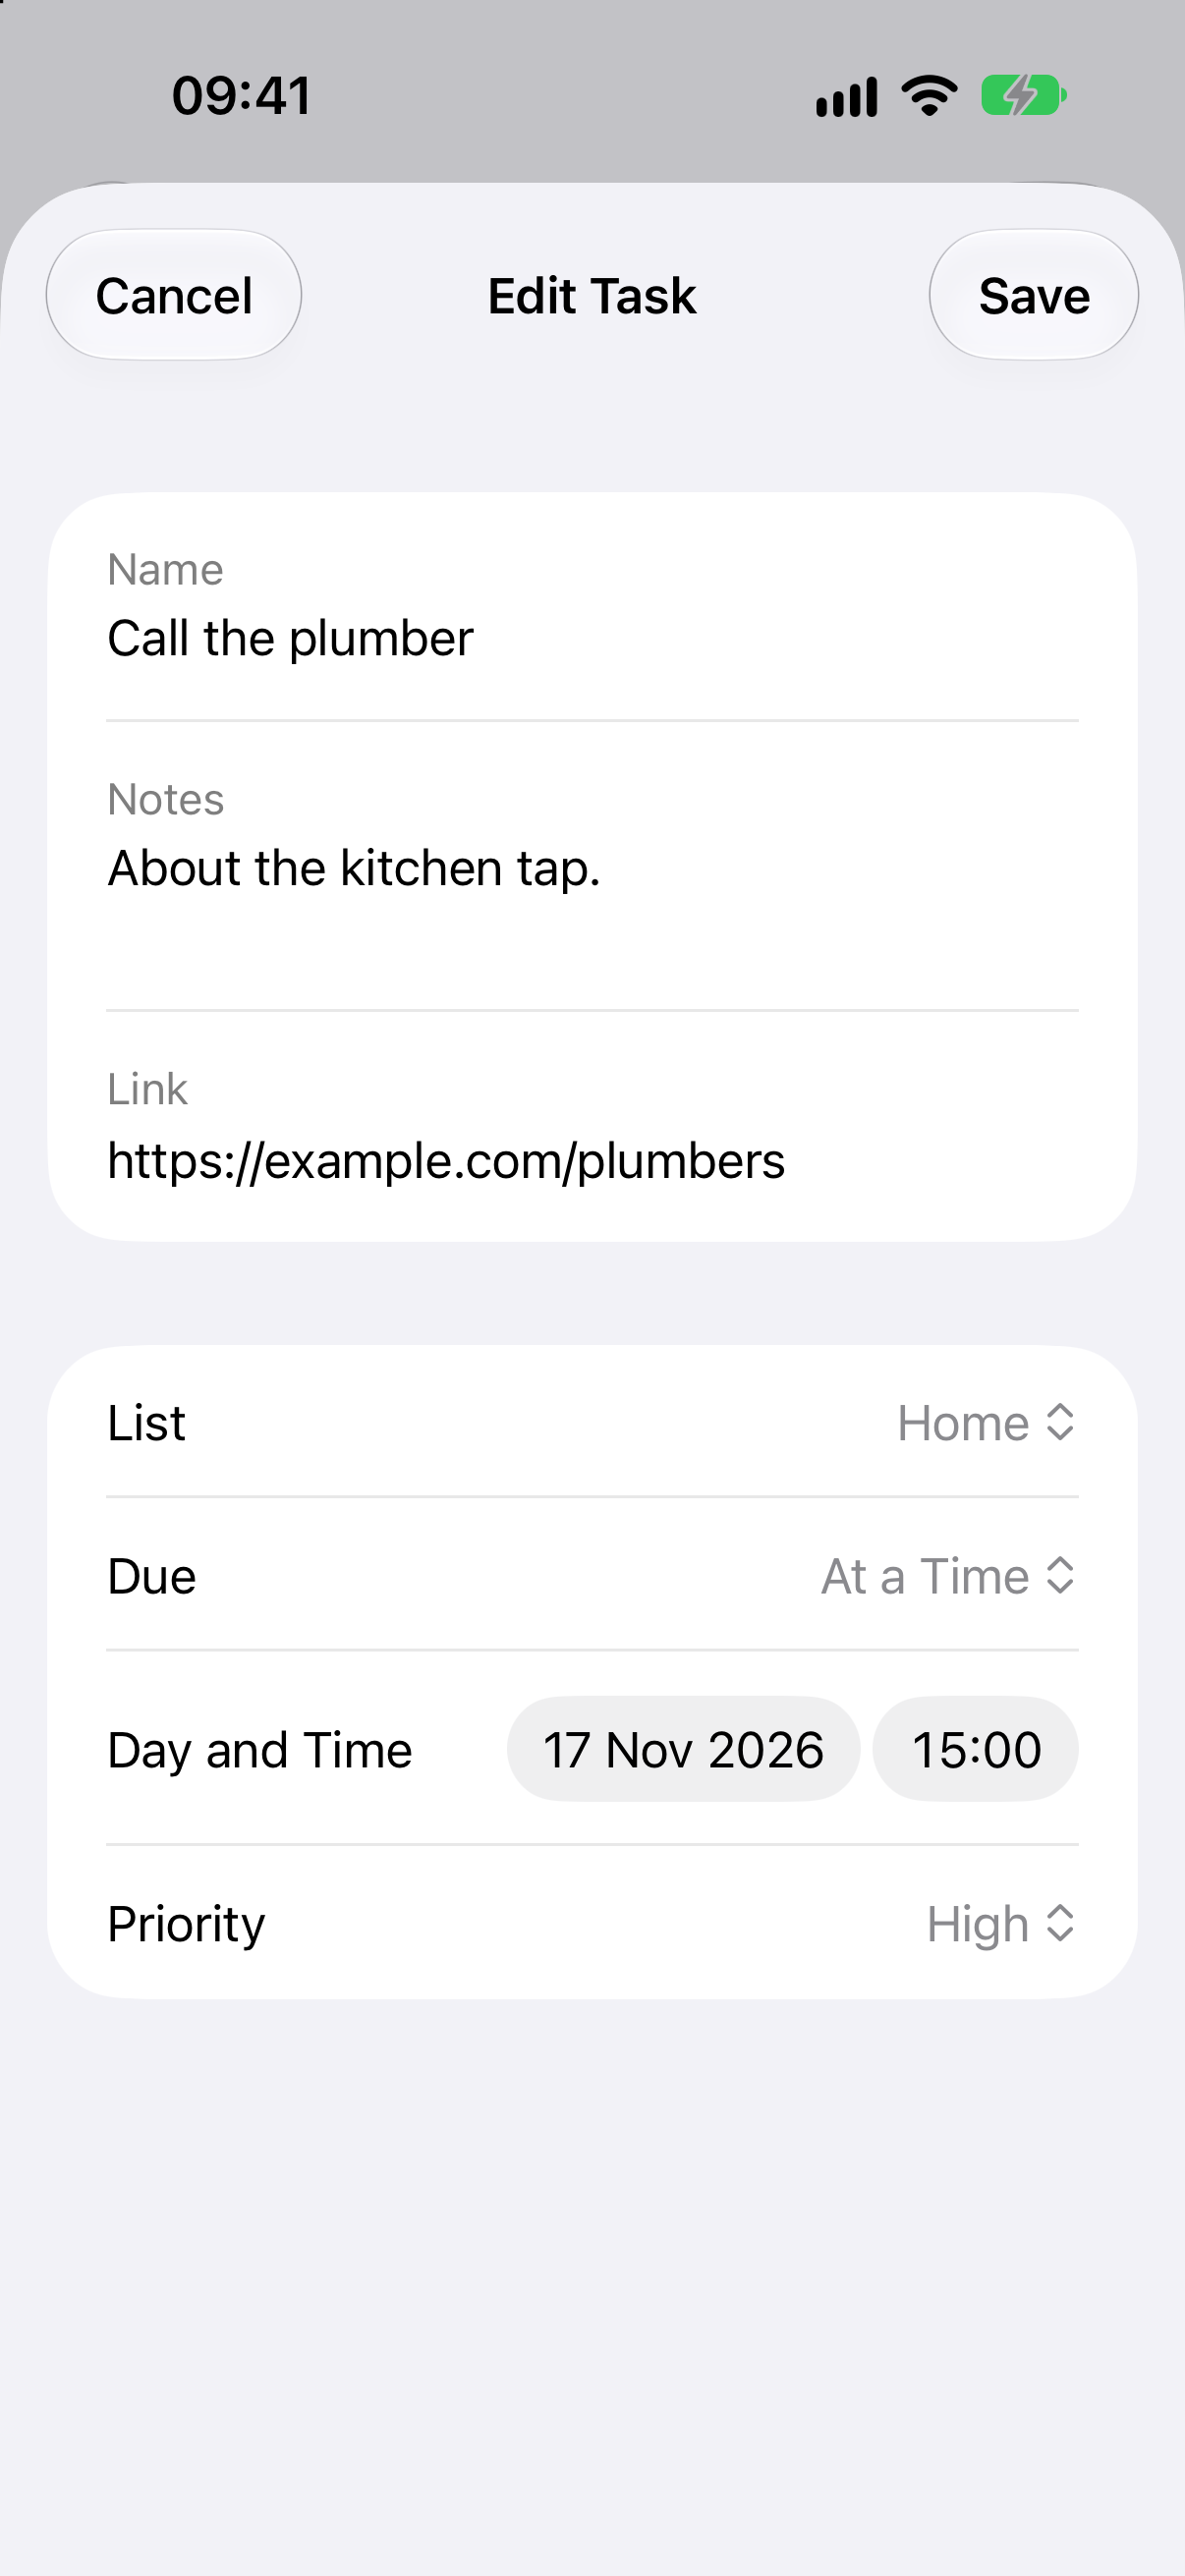 09:41
Cancel Edit Task Save
Name
Call the plumber
Notes
About the kitchen tap.
Link
https://example.com/plumbers
List Home
Due At a Time
Day and Time 17 Nov 2026 15:00
Priority High